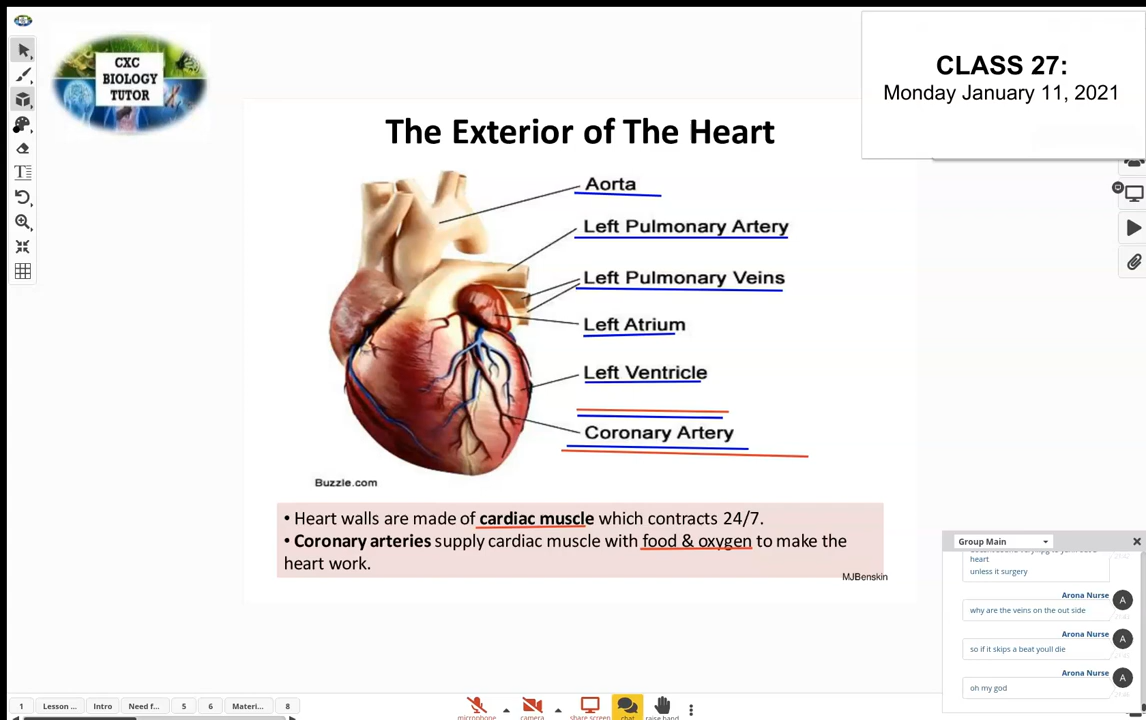 CXC
BIOLOGY
TUTOR
CLASS 27:
Monday January 11, 2021
The Exterior of The Heart
Aorta
Left Pulmonary Artery
Left Pulmonary Veins
Left Atrium
Left Ventricle
Coronary Artery
Buzzle.com
• Heart walls are made of cardiac muscle which contracts 24/7.
• Coronary arteries supply cardiac muscle with food & oxygen to make the
heart work.
MJBenskin
Group Main
heart
unless it surgery
Arona Nurse
A
why are the veins on the out side
Arona Nurse
A
so if it skips a beat youll die
Arona Nurse
A
oh my god
1 Lesson ... Intro Need f... 5 6 Materi... 8
microphone camera share screen chat raise hand